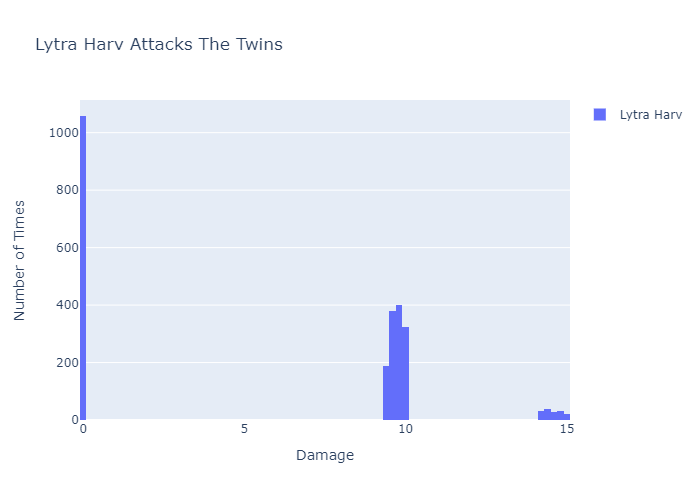 Lytra Harv Attacks The Twins
Lytra Harv
Number of Times
1000
800
600
400
200
0
0 5 10 15
Damage